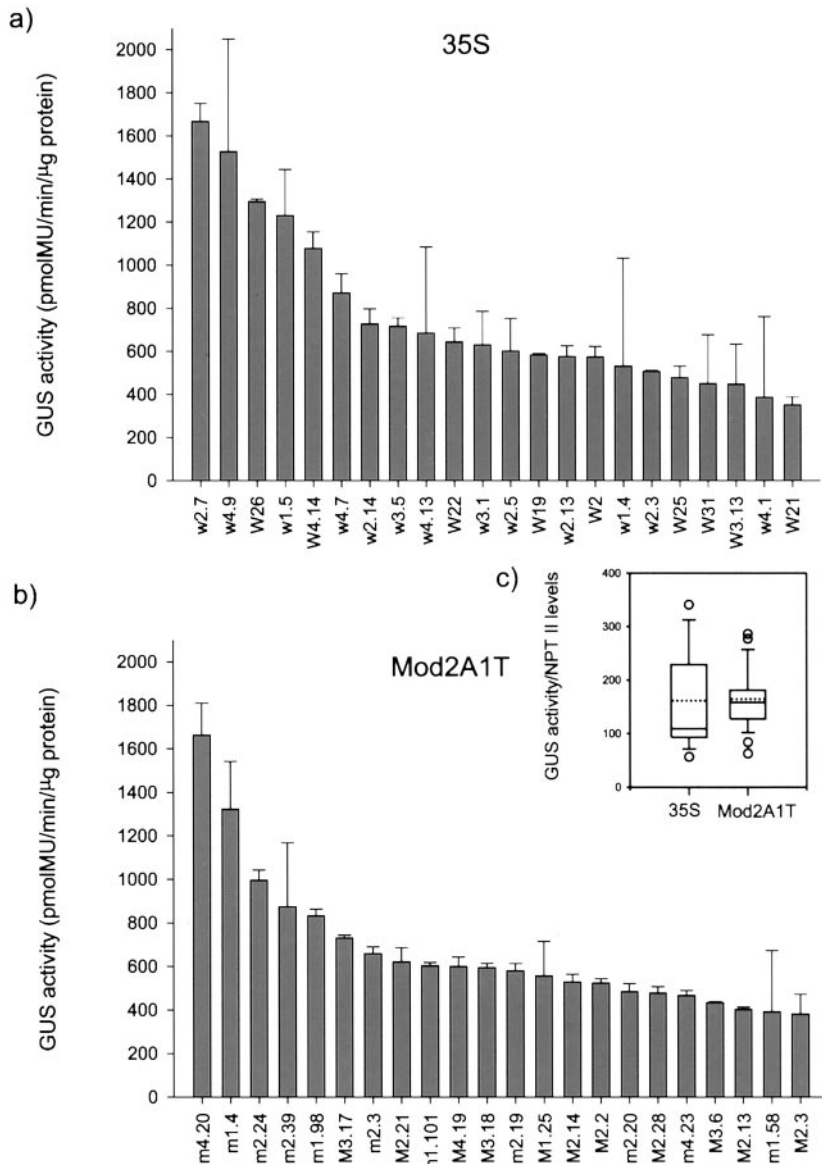 a)
35S
GUS activity (pmolMU/min/µg protein)
2000
1800
1600
1400
1200
1000
800
600
400
200
0
w2.7
w4.9
W26
w1.5
W4.14
w4.7
w2.14
w3.5
w4.13
W22
w3.1
w2.5
W19
w2.13
W2
w1.4
w2.3
W25
W31
W3.13
w4.1
W21
b)
Mod2A1T
GUS activity (pmolMU/min/µg protein)
2000
1800
1600
1400
1200
1000
800
600
400
200
0
m4.20
m1.4
m2.24
m2.39
m1.98
M3.17
m2.3
M2.21
m1.101
M4.19
M3.18
m2.19
M1.25
M2.14
M2.2
m2.20
M2.28
m4.23
M3.6
M2.13
m1.58
M2.3
c)
GUS activity/NPT II levels
400
300
200
100
0
35S
Mod2A1T